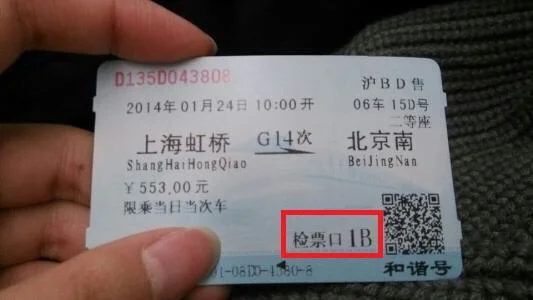 D135D043808
沪BD售
2014年01月24日10:00开
06车 15D号
二等座
上海虹桥 G14次 北京南
ShangHaiHongQiao BeiJingNan
￥553.00元
限乘当日当次车
检票口 1B
和谐号